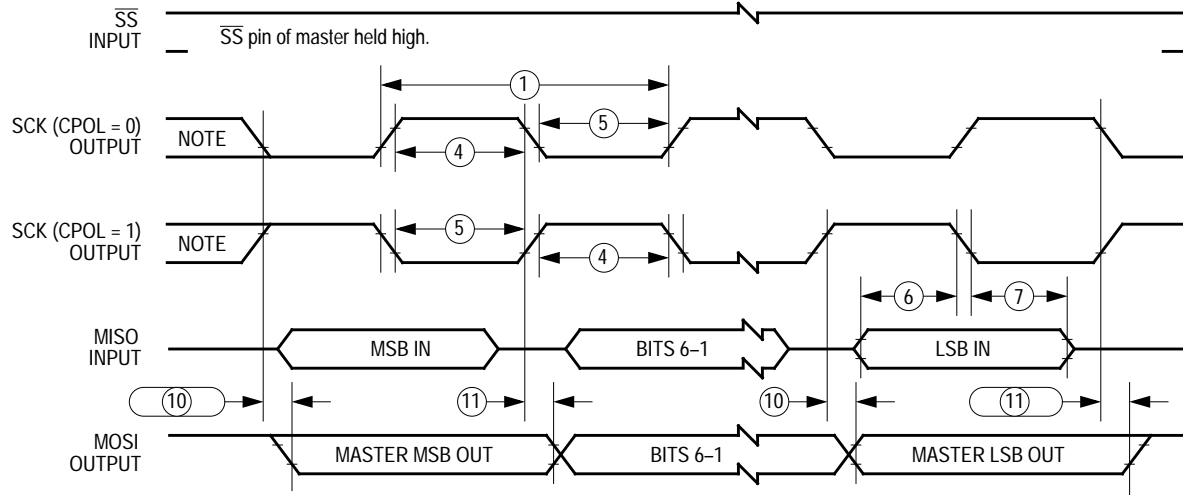 SS
INPUT
SS pin of master held high.
1
SCK (CPOL = 0)
OUTPUT
NOTE
5
4
SCK (CPOL = 1)
OUTPUT
NOTE
5
4
6
7
MISO
INPUT
MSB IN
BITS 6–1
LSB IN
10
11
10
11
MOSI
OUTPUT
MASTER MSB OUT
BITS 6–1
MASTER LSB OUT